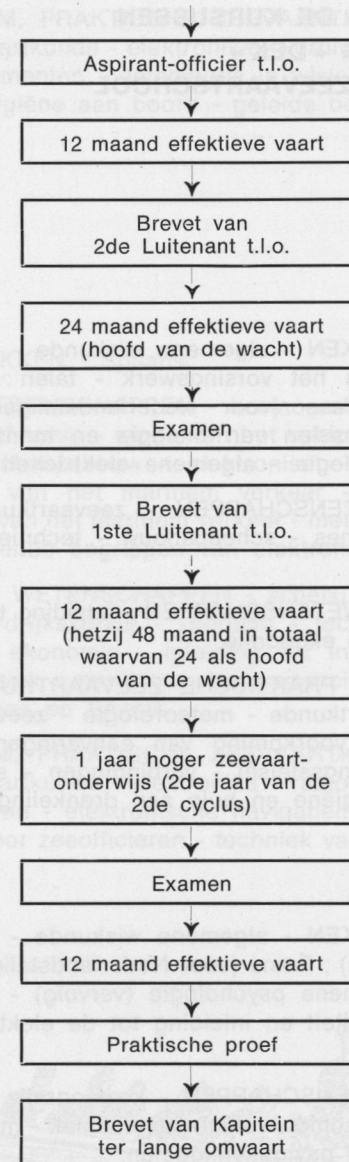 Aspirant-officier t.l.o.
12 maand effektieve vaart
Brevet van
2de Luitenant t.l.o.
24 maand effektieve vaart
(hoofd van de wacht)
Examen
Brevet van
1ste Luitenant t.l.o.
12 maand effektieve vaart
(hetzij 48 maand in totaal
waarvan 24 als hoofd
van de wacht)
1 jaar hoger zeevaart-
onderwijs (2de jaar van de
2de cyclus)
Examen
12 maand effektieve vaart
Praktische proef
Brevet van Kapitein
ter lange omvaart